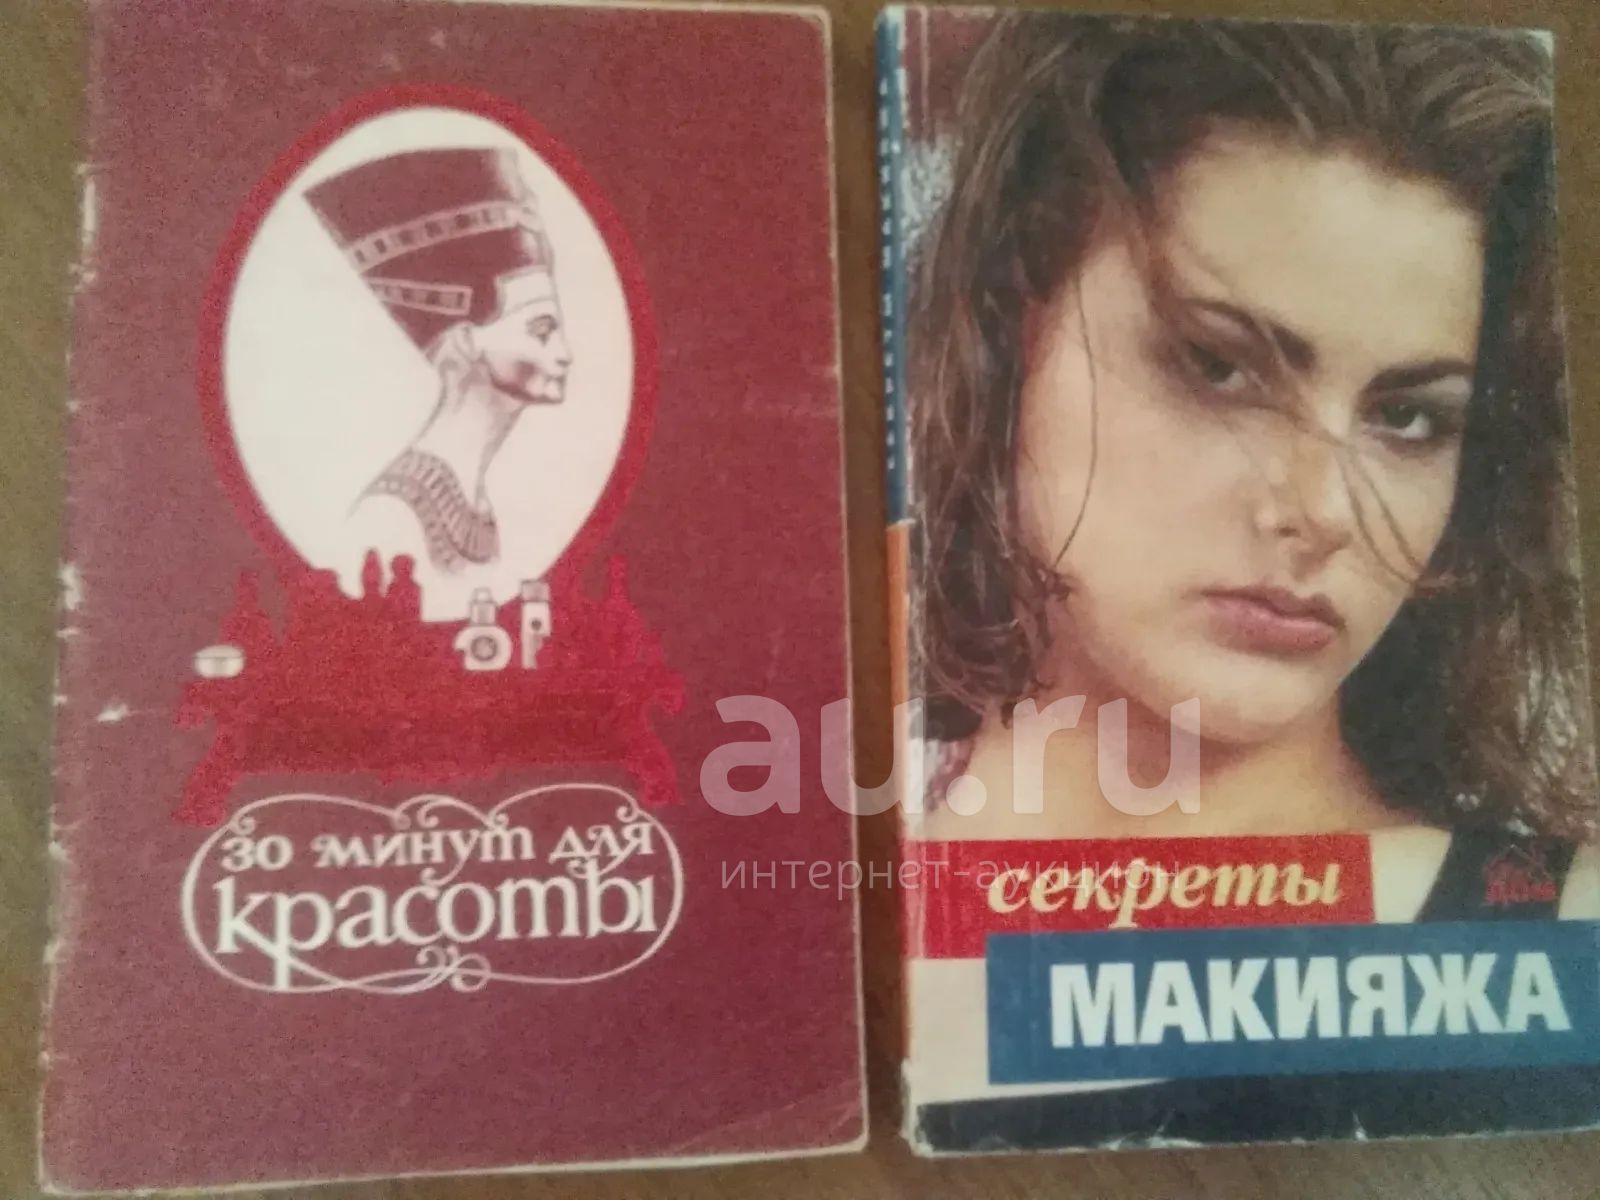 30 минут для
красоты
секреты
МАКИЯЖА
au.ru
интернет-аукцион